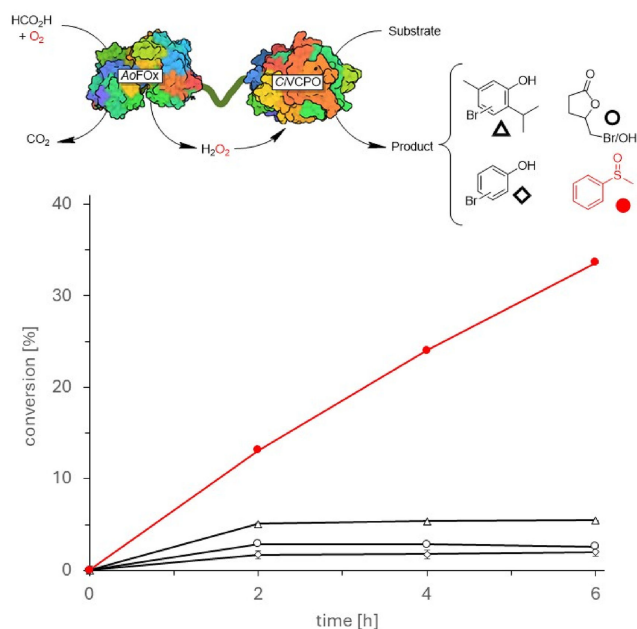 HCO2H
+ O2
AoFOx
CiVCPO
Substrate
CO2
H2O2
Product
OH
Br
O
O
Br/OH
OH
Br
O
S
40
30
20
10
0
conversion [%]
0
2
4
6
time [h]